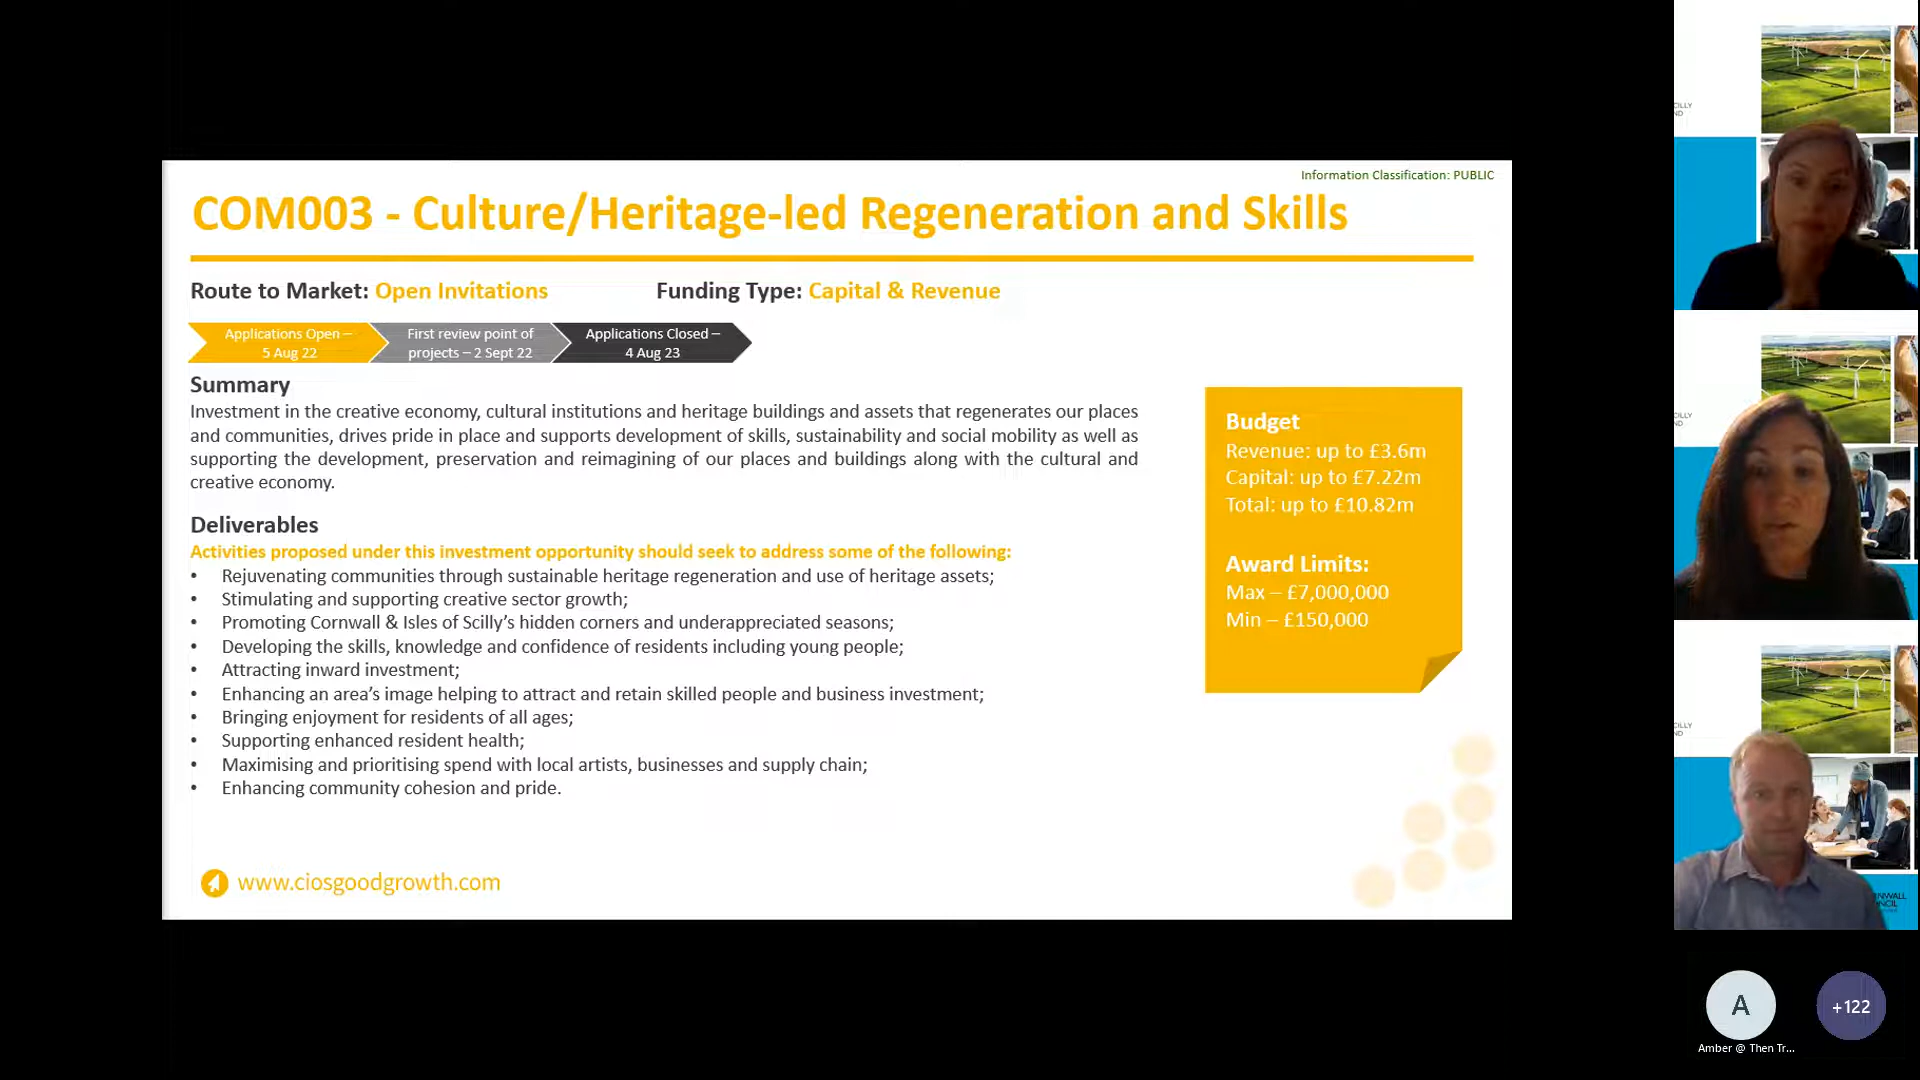 Information Classification: PUBLIC
COM003 - Culture/Heritage-led Regeneration and Skills
Route to Market: Open Invitations
Funding Type: Capital & Revenue
Applications Open –
5 Aug 22
First review point of
projects – 2 Sept 22
Applications Closed –
4 Aug 23
Summary
Investment in the creative economy, cultural institutions and heritage buildings and assets that regenerates our places
and communities, drives pride in place and supports development of skills, sustainability and social mobility as well as
supporting the development, preservation and reimagining of our places and buildings along with the cultural and
creative economy.
Deliverables
Activities proposed under this investment opportunity should seek to address some of the following:
• Rejuvenating communities through sustainable heritage regeneration and use of heritage assets;
• Stimulating and supporting creative sector growth;
• Promoting Cornwall & Isles of Scilly’s hidden corners and underappreciated seasons;
• Developing the skills, knowledge and confidence of residents including young people;
• Attracting inward investment;
• Enhancing an area’s image helping to attract and retain skilled people and business investment;
• Bringing enjoyment for residents of all ages;
• Supporting enhanced resident health;
• Maximising and prioritising spend with local artists, businesses and supply chain;
• Enhancing community cohesion and pride.
Budget
Revenue: up to £3.6m
Capital: up to £7.22m
Total: up to £10.82m
Award Limits:
Max – £7,000,000
Min – £150,000
www.ciosgoodgrowth.com
A
+122
Amber @ Then Tr...